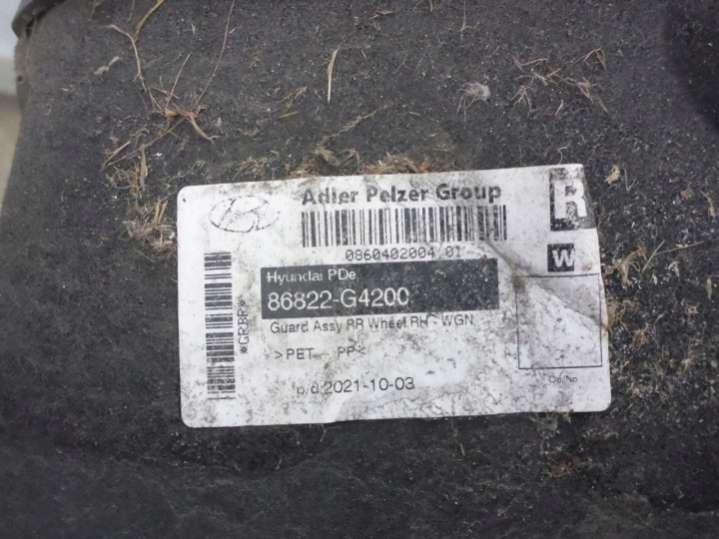 Adler Pelzer Group
R
0860402004 01
W
Hyundai PDe
86822-G4200
Guard Assy RR Wheel RH - WGN
>PET PP<
p.d. 2021-10-03